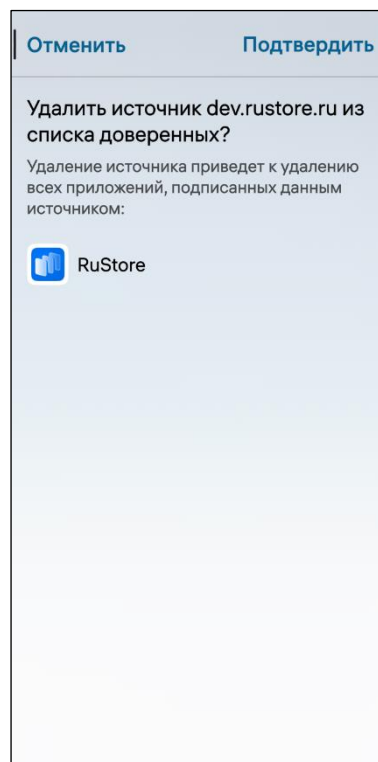 Отменить Подтвердить
Удалить источник dev.rustore.ru из
списка доверенных?
Удаление источника приведет к удалению
всех приложений, подписанных данным
источником:
RuStore